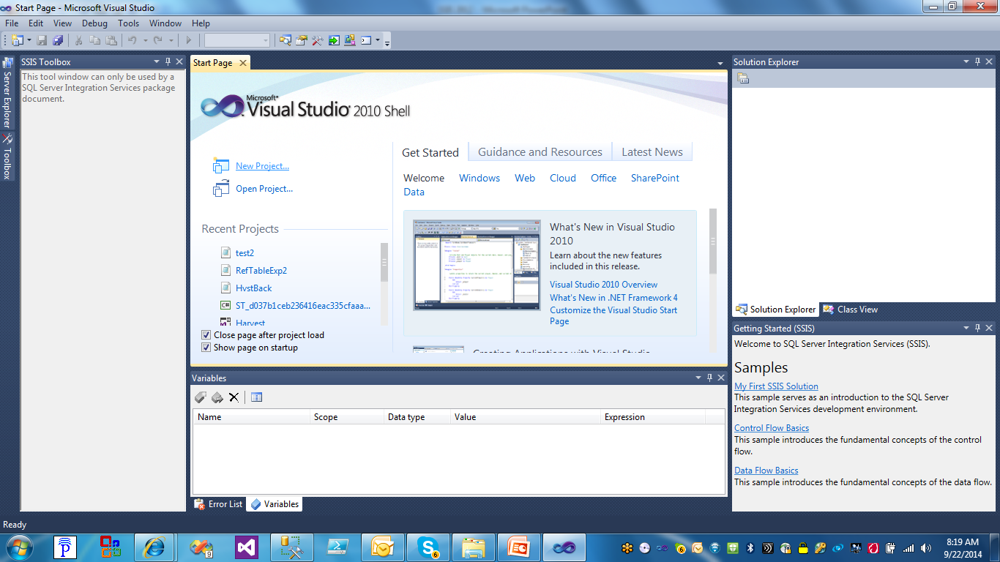 Start Page - Microsoft Visual Studio
File Edit View Debug Tools Window Help
Server Explorer
Toolbox
SSIS Toolbox
This tool window can only be used by a
SQL Server Integration Services package
document.
Start Page
Microsoft®
Visual Studio® 2010 Shell
New Project...
Open Project...
Recent Projects
test2
RefTableExp2
HvstBack
ST_d037b1ceb236416eac335cfaaa...
Harvest
Close page after project load
Show page on startup
Get Started Guidance and Resources Latest News
Welcome Windows Web Cloud Office SharePoint
Data
What's New in Visual Studio
2010
Learn about the new features
included in this release.
Visual Studio 2010 Overview
What's New in .NET Framework 4
Customize the Visual Studio Start
Page
Creating Applications with Visual Studio
Variables
Name Scope Data type Value Expression
Error List Variables
Solution Explorer
Solution Explorer Class View
Getting Started (SSIS)
Welcome to SQL Server Integration Services (SSIS).
Samples
My First SSIS Solution
This sample serves as an introduction to the SQL Server
Integration Services development environment.
Control Flow Basics
This sample introduces the fundamental concepts of the control
flow.
Data Flow Basics
This sample introduces the fundamental concepts of the data flow.
Ready
9
6
6
8:19 AM
9/22/2014